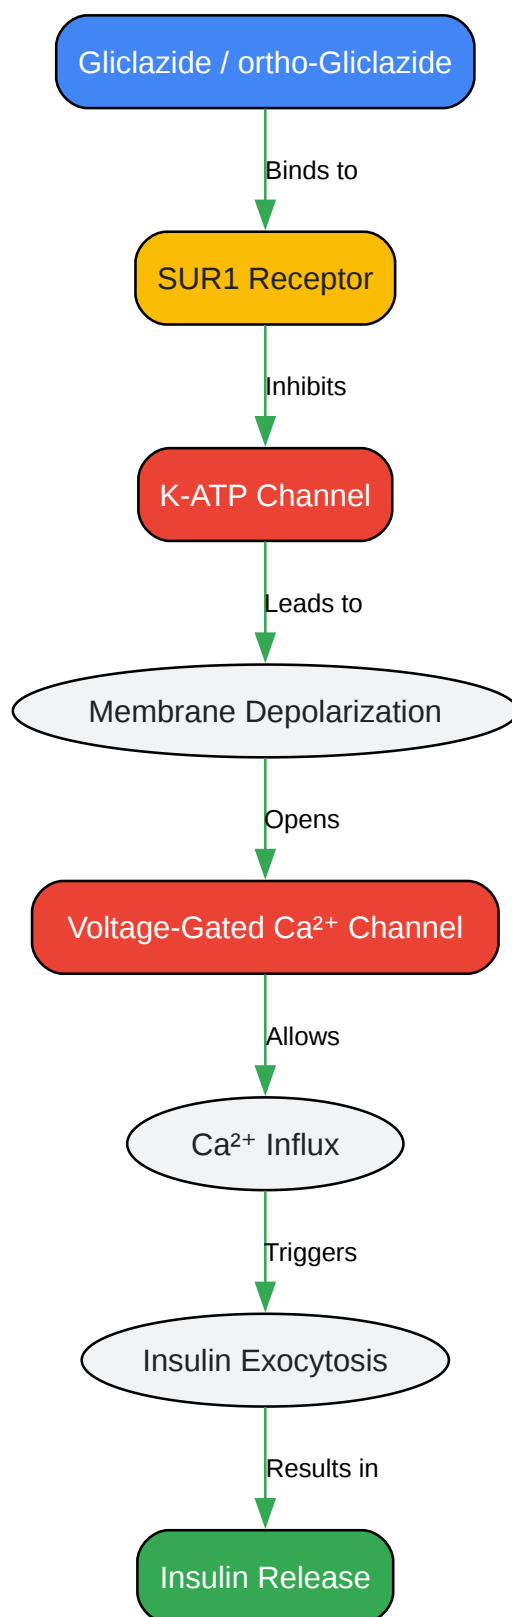 Gliclazide / ortho-Gliclazide
Binds to
SUR1 Receptor
Inhibits
K-ATP Channel
Leads to
Membrane Depolarization
Opens
Voltage-Gated Ca²⁺ Channel
Allows
Ca²⁺ Influx
Triggers
Insulin Exocytosis
Results in
Insulin Release